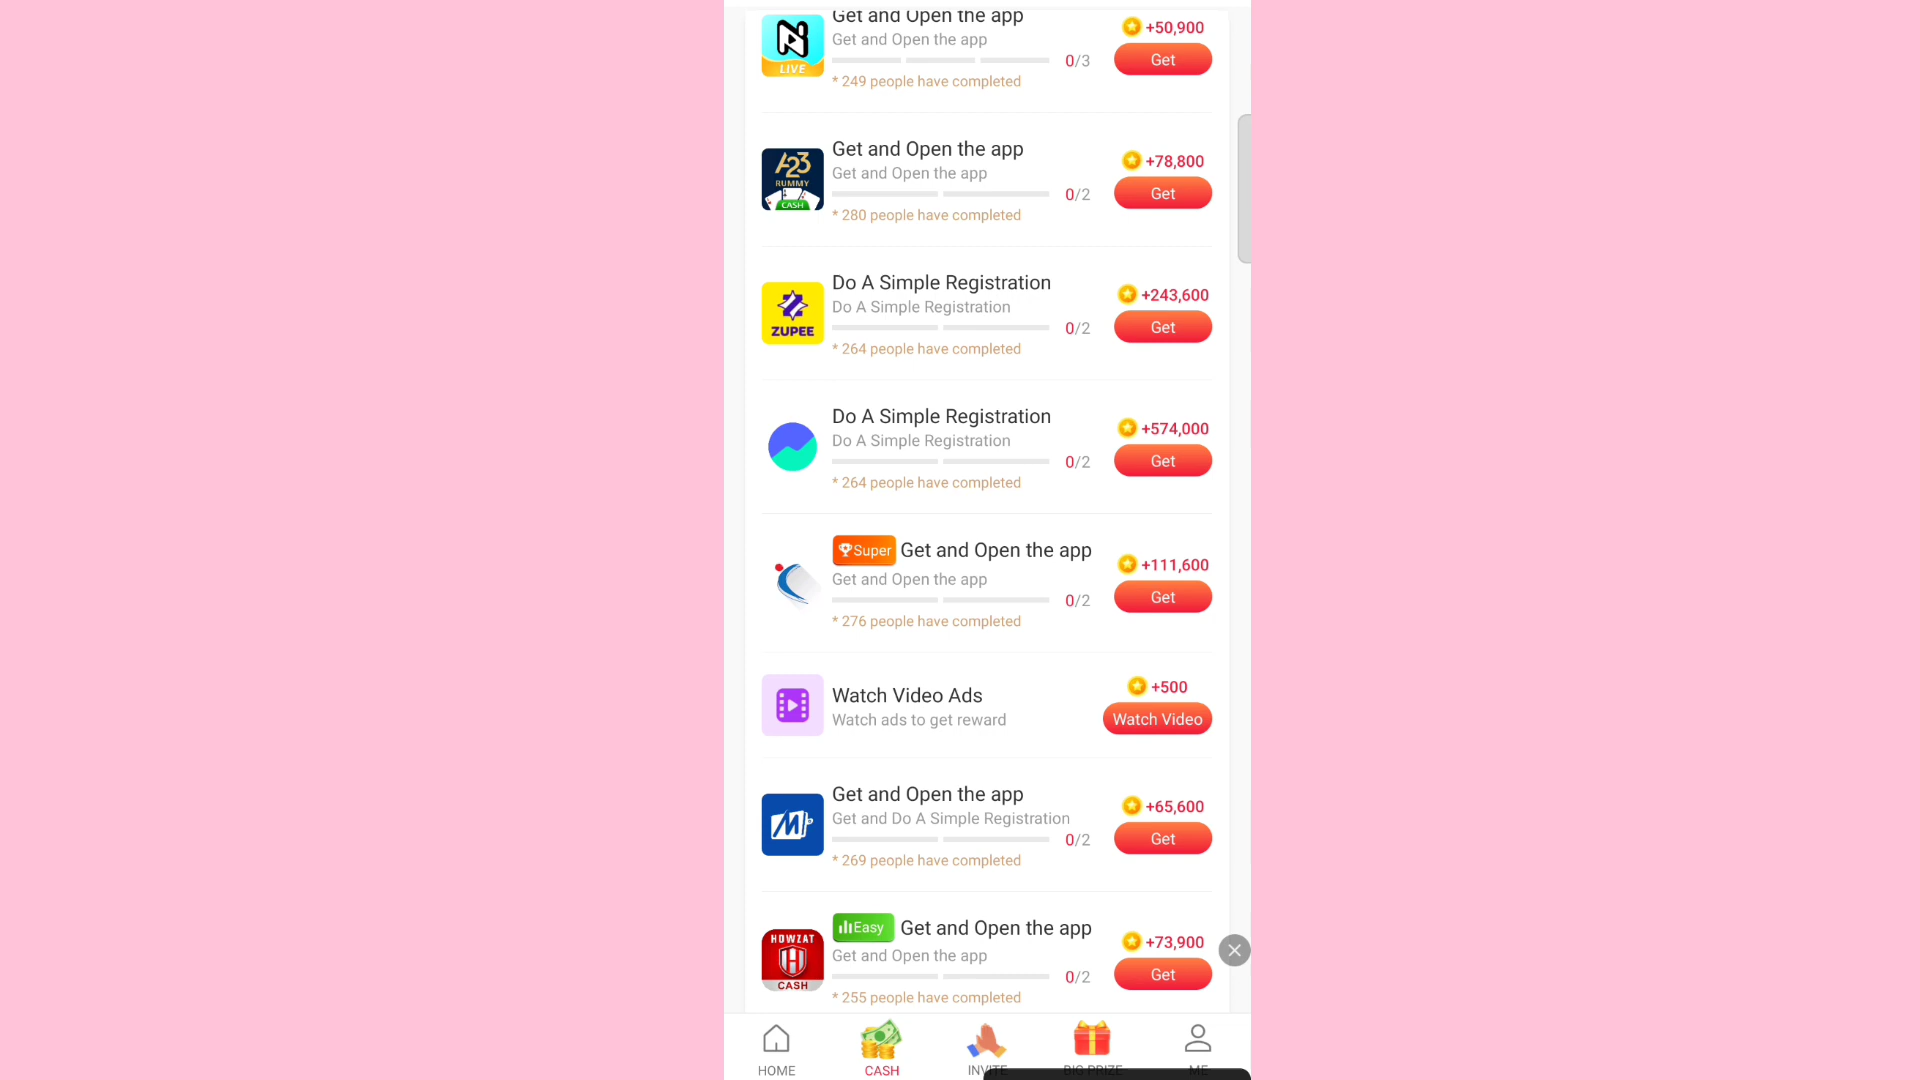 Get and Open the app
+50,900
Get and Open the app
Get
0/3
LIVE
* 249 people have completed
Get and Open the app
+78,800
Get and Open the app
Get
0/2
A23
RUMMY
CASH
* 280 people have completed
Do A Simple Registration
+243,600
Do A Simple Registration
Get
0/2
ZUPEE
* 264 people have completed
Do A Simple Registration
+574,000
Do A Simple Registration
Get
0/2
* 264 people have completed
Super Get and Open the app
+111,600
Get and Open the app
Get
0/2
* 276 people have completed
Watch Video Ads
+500
Watch ads to get reward
Watch Video
Get and Open the app
+65,600
Get and Do A Simple Registration
Get
0/2
* 269 people have completed
Easy Get and Open the app
+73,900
HOWZAT
CASH
Get and Open the app
Get
0/2
* 255 people have completed
HOME
CASH
INVITE
BIG PRIZE
ME